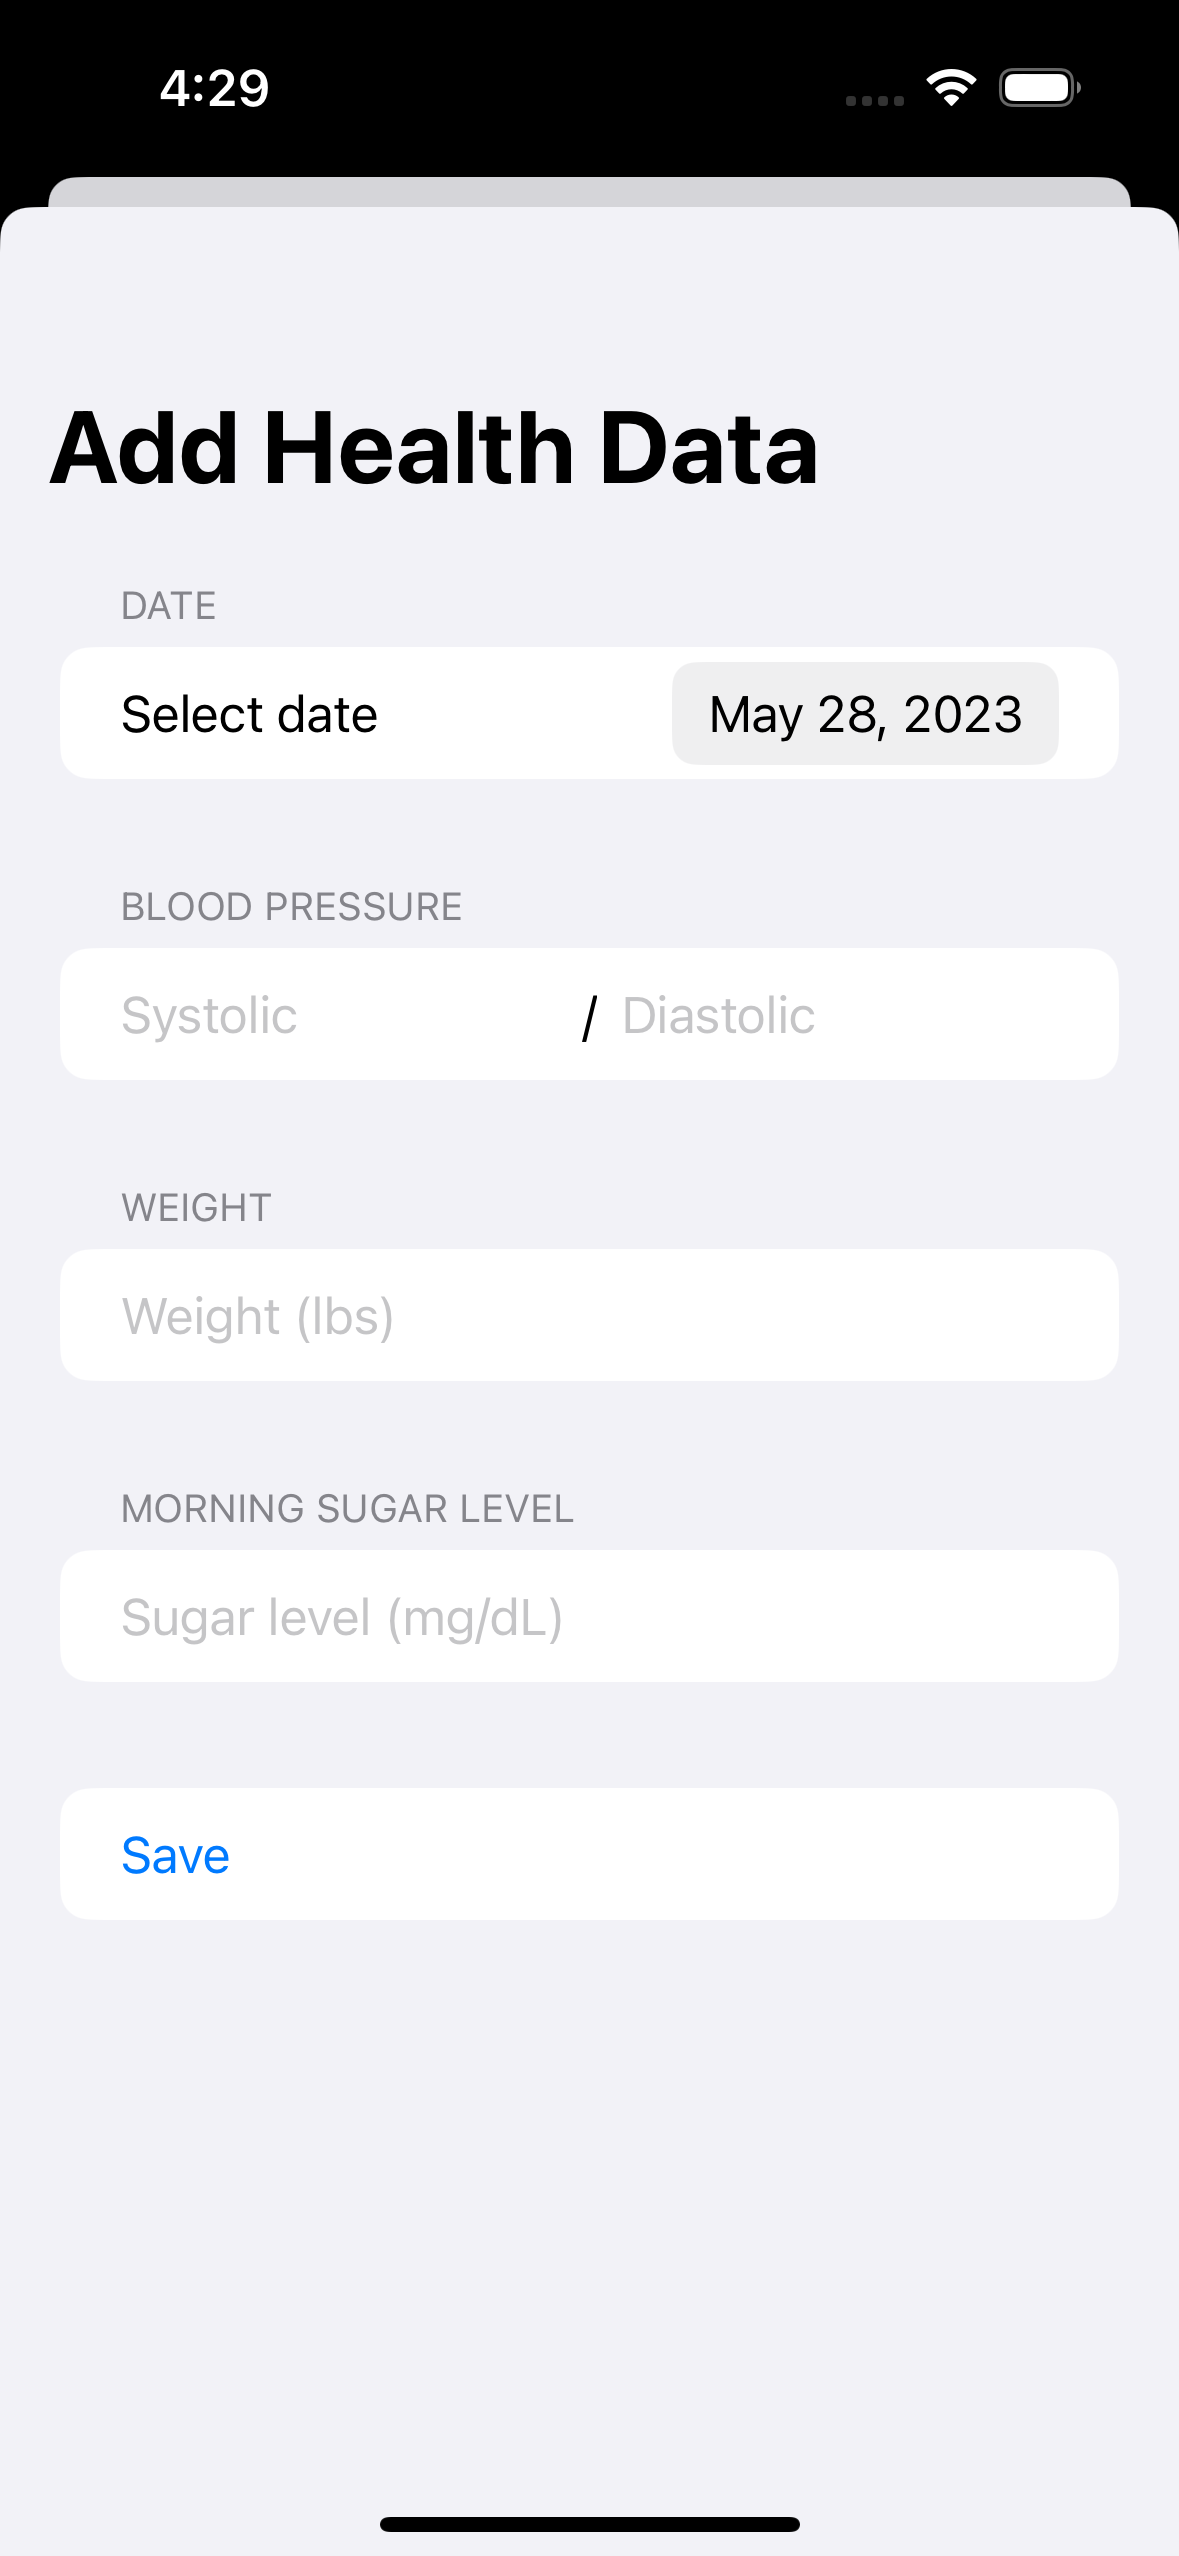 4:29
Add Health Data
DATE
Select date May 28, 2023
BLOOD PRESSURE
Systolic / Diastolic
WEIGHT
Weight (lbs)
MORNING SUGAR LEVEL
Sugar level (mg/dL)
Save